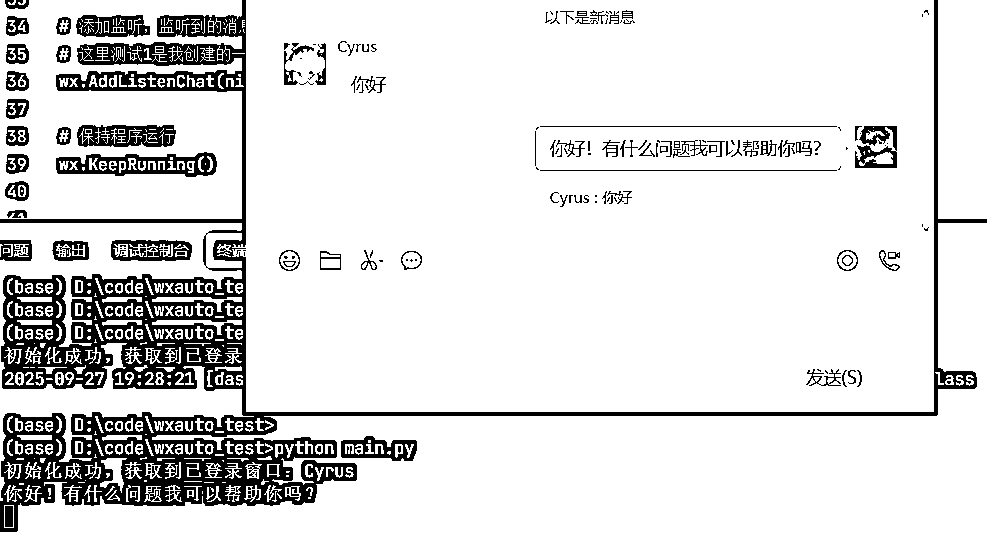 34 # 添加监听，监听到的消息
35 # 这里测试1是我创建的一
36 wx.AddListenChat(ni
37
38 # 保持程序运行
39 wx.KeepRunning()
40
以下是新消息
Cyrus
你好
你好！有什么问题我可以帮助你吗？
Cyrus : 你好
发送(S)
问题 输出 调试控制台 终端
(base) D:\code\wxauto_te
(base) D:\code\wxauto_te
(base) D:\code\wxauto_te
初始化成功，获取到已登录
2025-09-27 19:28:21 [das lass
(base) D:\code\wxauto_test>
(base) D:\code\wxauto_test>python main.py
初始化成功，获取到已登录窗口：Cyrus
你好！有什么问题我可以帮助你吗？